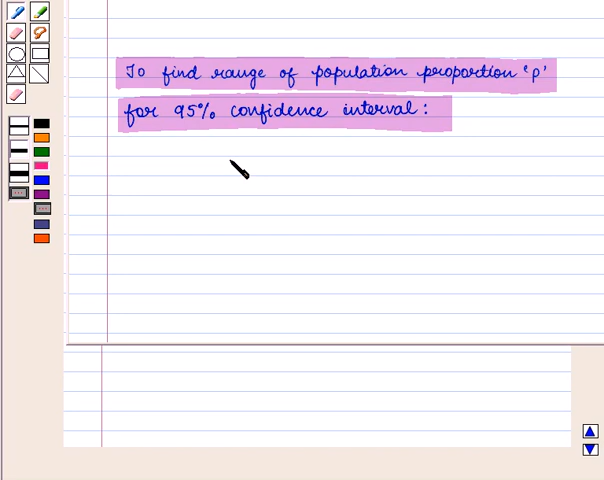 To find range of population proportion 'p'
for 95% confidence interval: